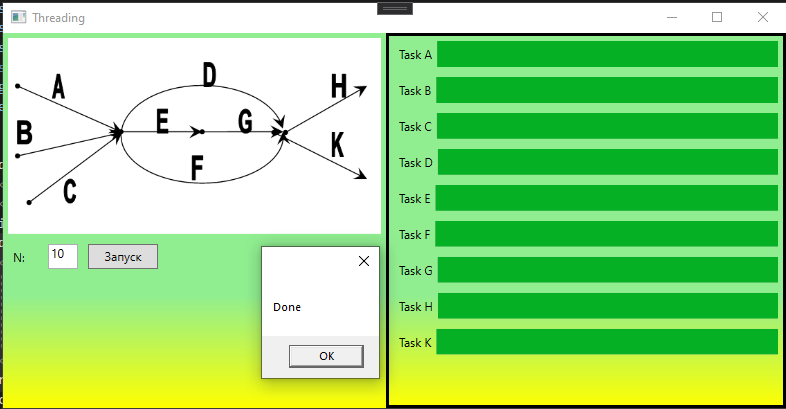 Threading
A
B
C
D
E
G
F
H
K
N:
10
Запуск
Done
OK
Task A
Task B
Task C
Task D
Task E
Task F
Task G
Task H
Task K